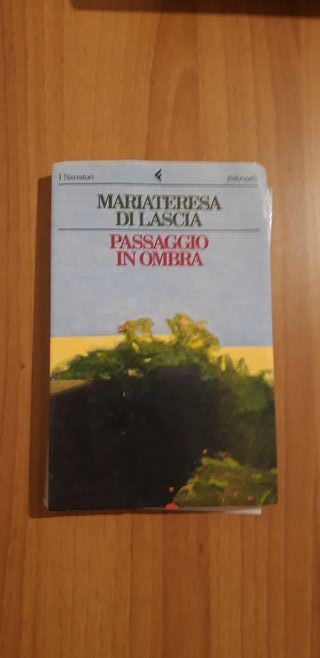 I Narratori Feltrinelli
MARIATERESA
DI LASCIA
PASSAGGIO
IN OMBRA